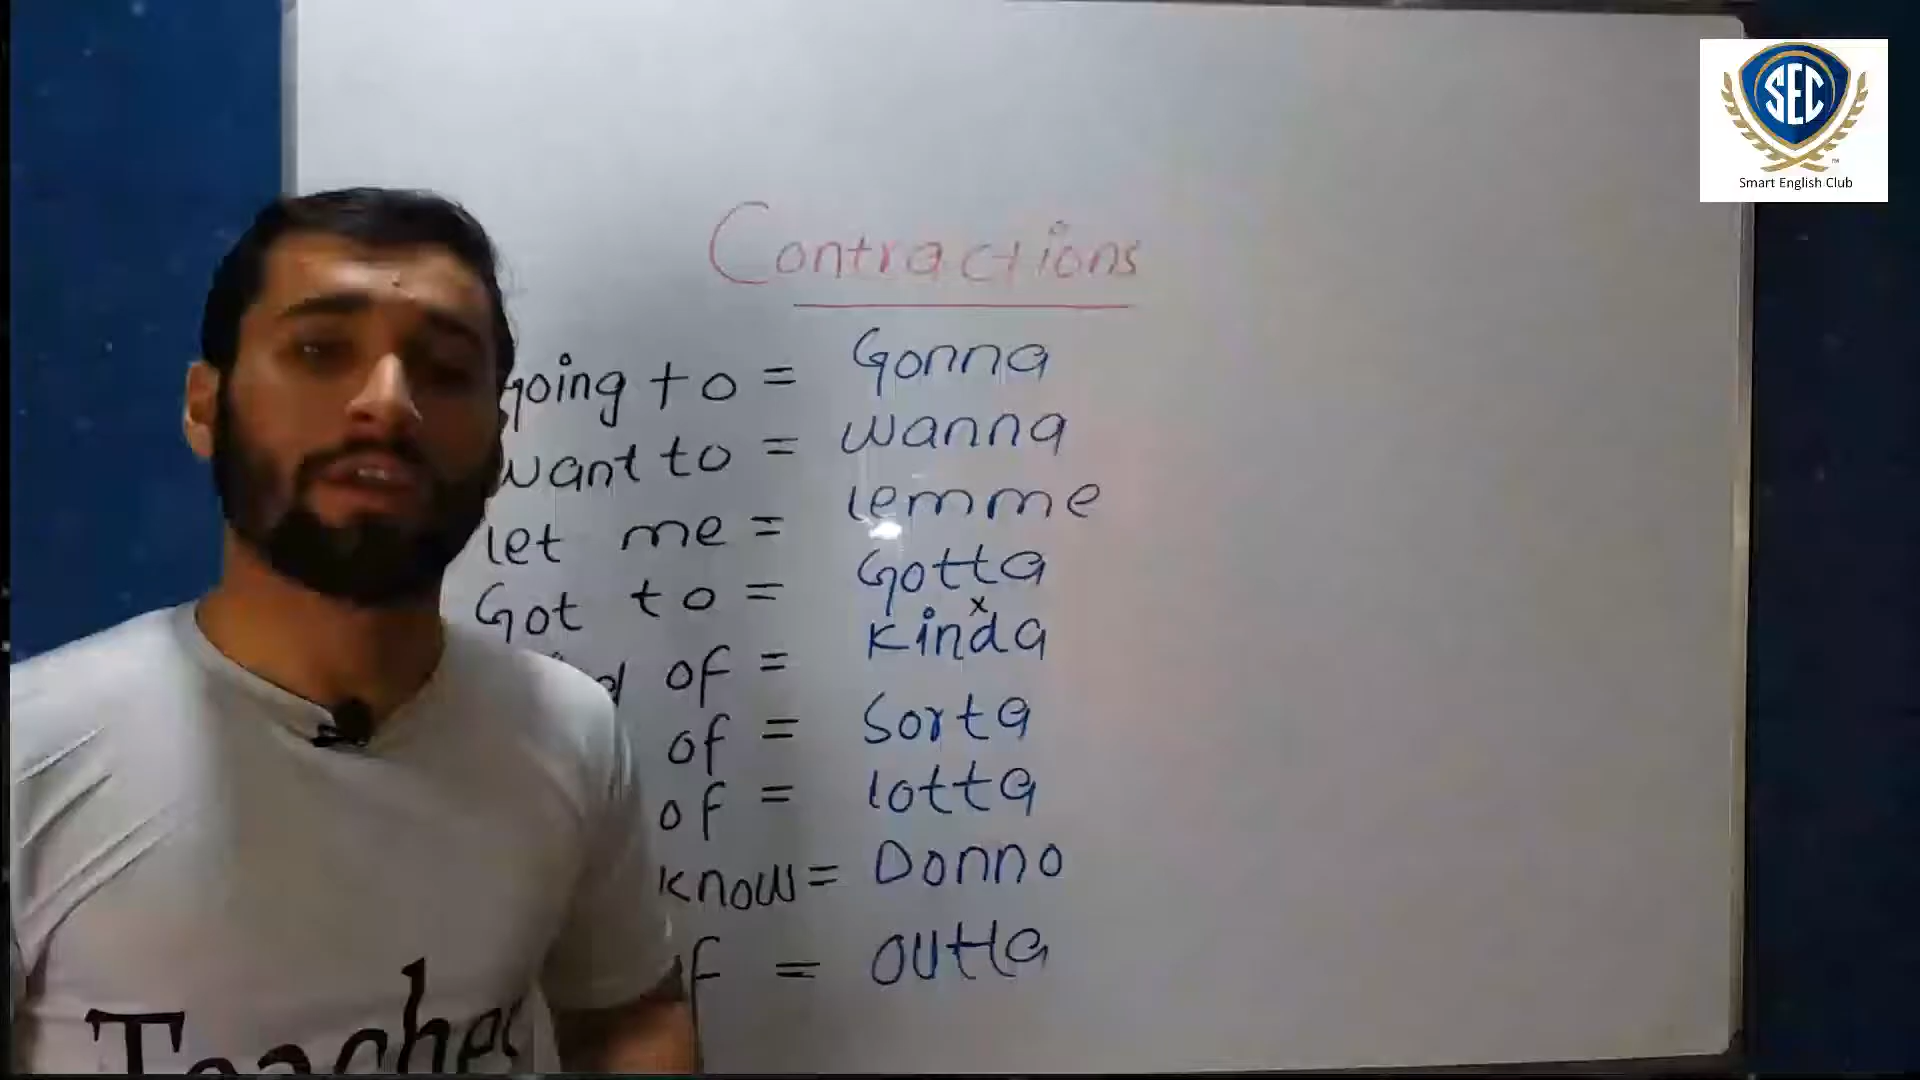 SEC
Smart English Club
Contractions
going to = Gonna
want to = wanna
let me = lemme
Got to = Gotta
of = Kinda
of = Sorta
of = lotta
know = Donno
= outta
Teacher